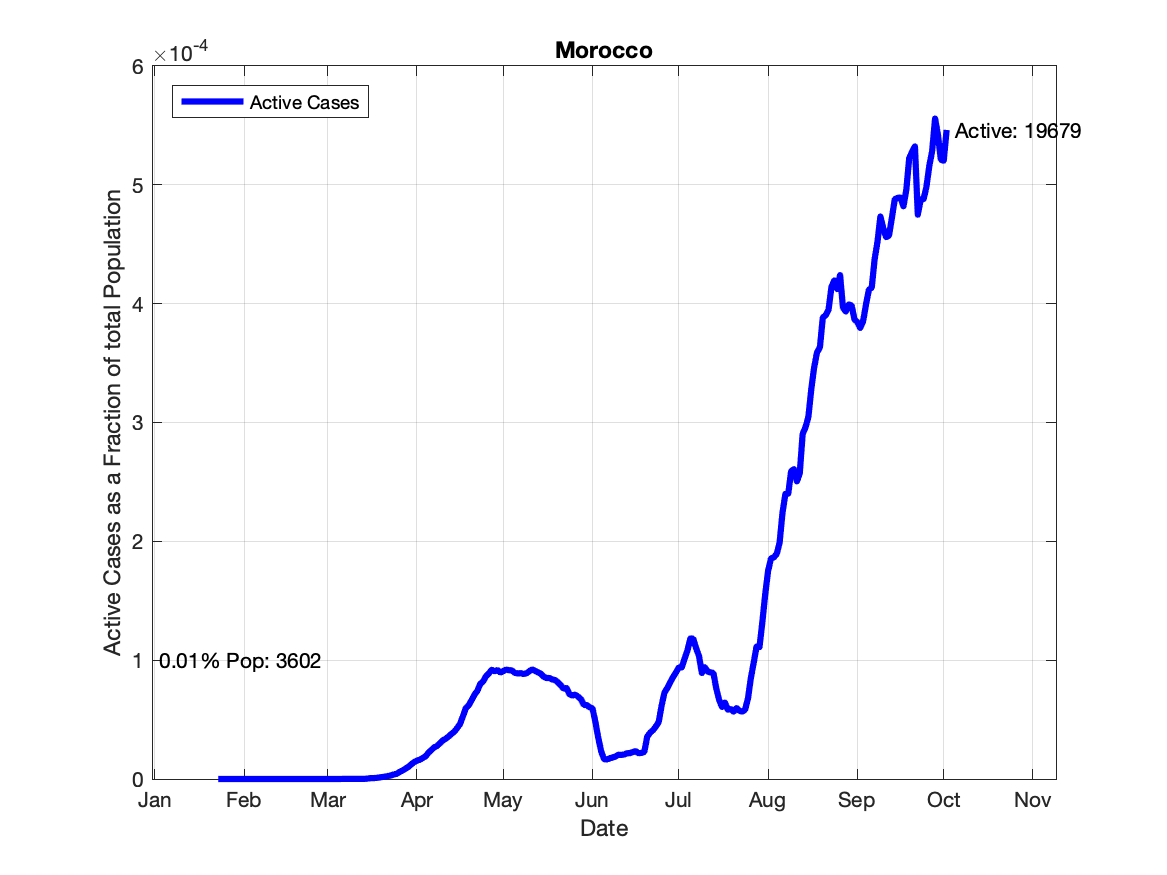 Morocco
×10-4
Active Cases
6
5
4
3
2
1
0
Active Cases as a Fraction of total Population
Active: 19679
0.01% Pop: 3602
Jan Feb Mar Apr May Jun Jul Aug Sep Oct Nov
Date